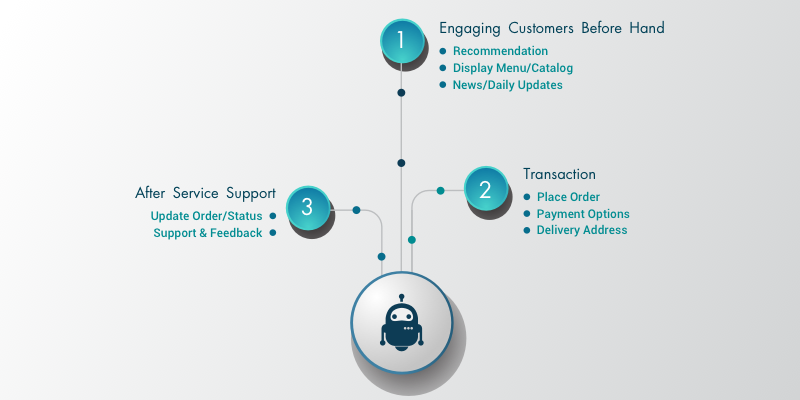 1
Engaging Customers Before Hand
Recommendation
Display Menu/Catalog
News/Daily Updates
2
Transaction
Place Order
Payment Options
Delivery Address
3
After Service Support
Update Order/Status
Support & Feedback